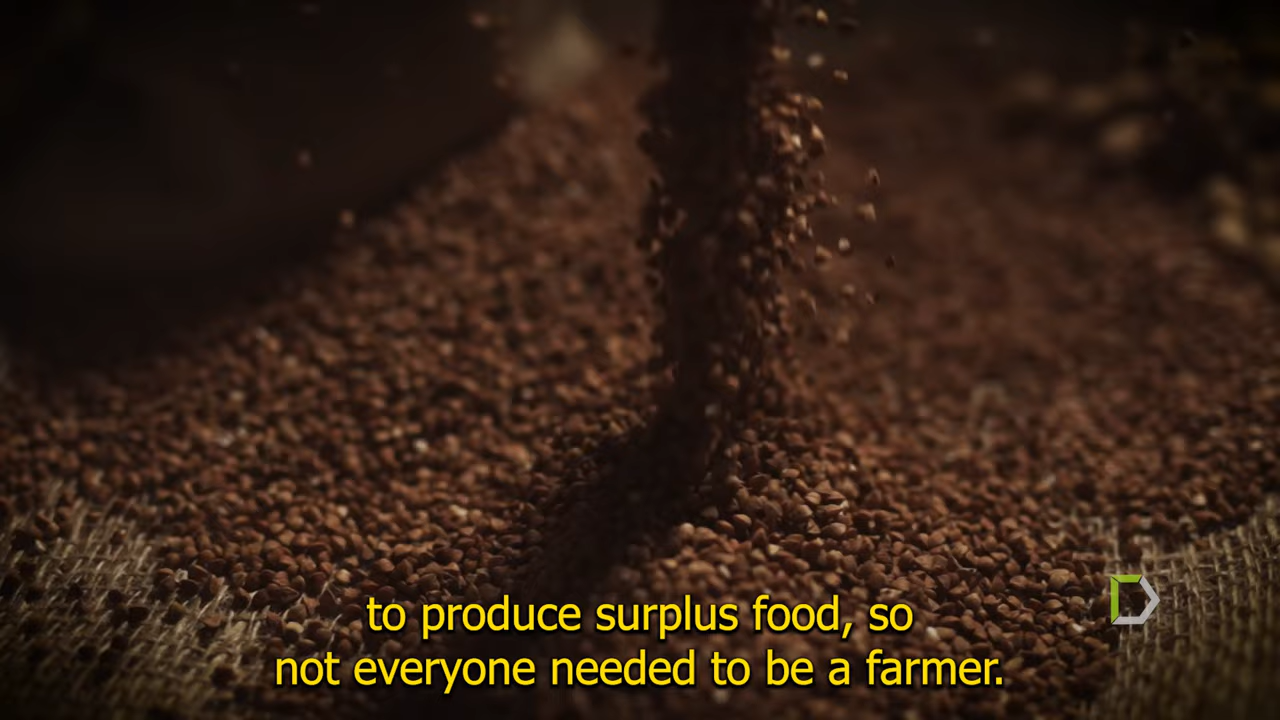 to produce surplus food, so
not everyone needed to be a farmer.